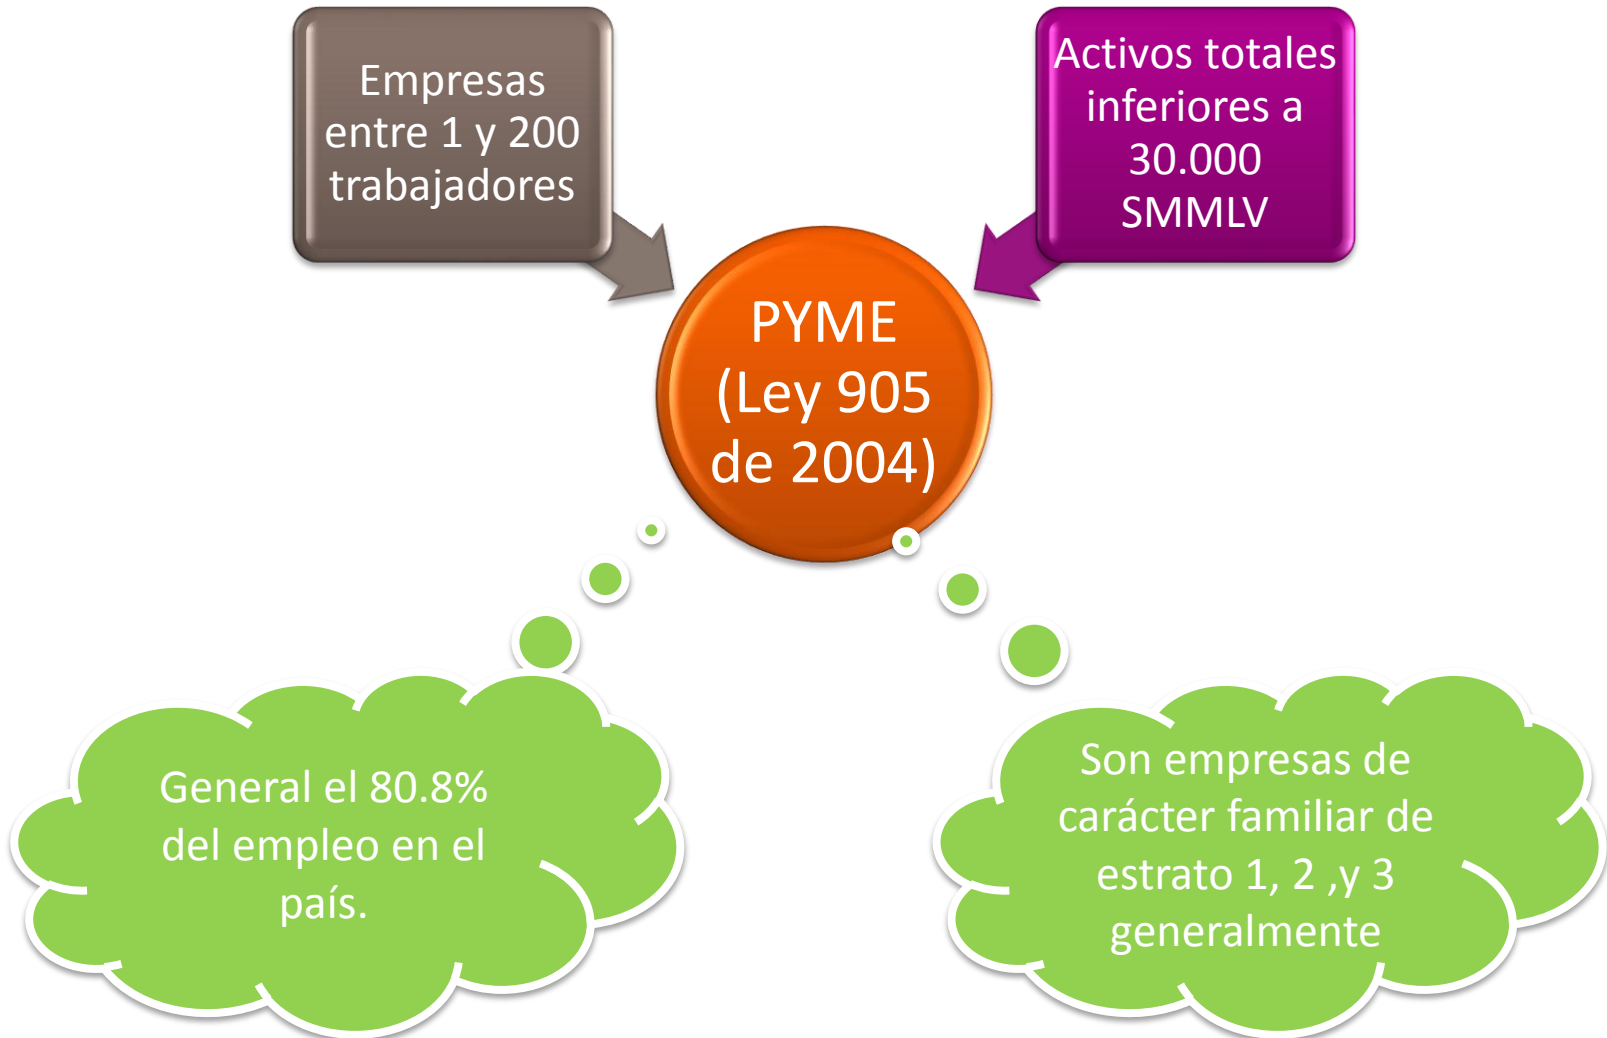 Empresas
entre 1 y 200
trabajadores
Activos totales
inferiores a
30.000
SMMLV
PYME
(Ley 905
de 2004)
General el 80.8%
del empleo en el
país.
Son empresas de
carácter familiar de
estrato 1, 2 ,y 3
generalmente